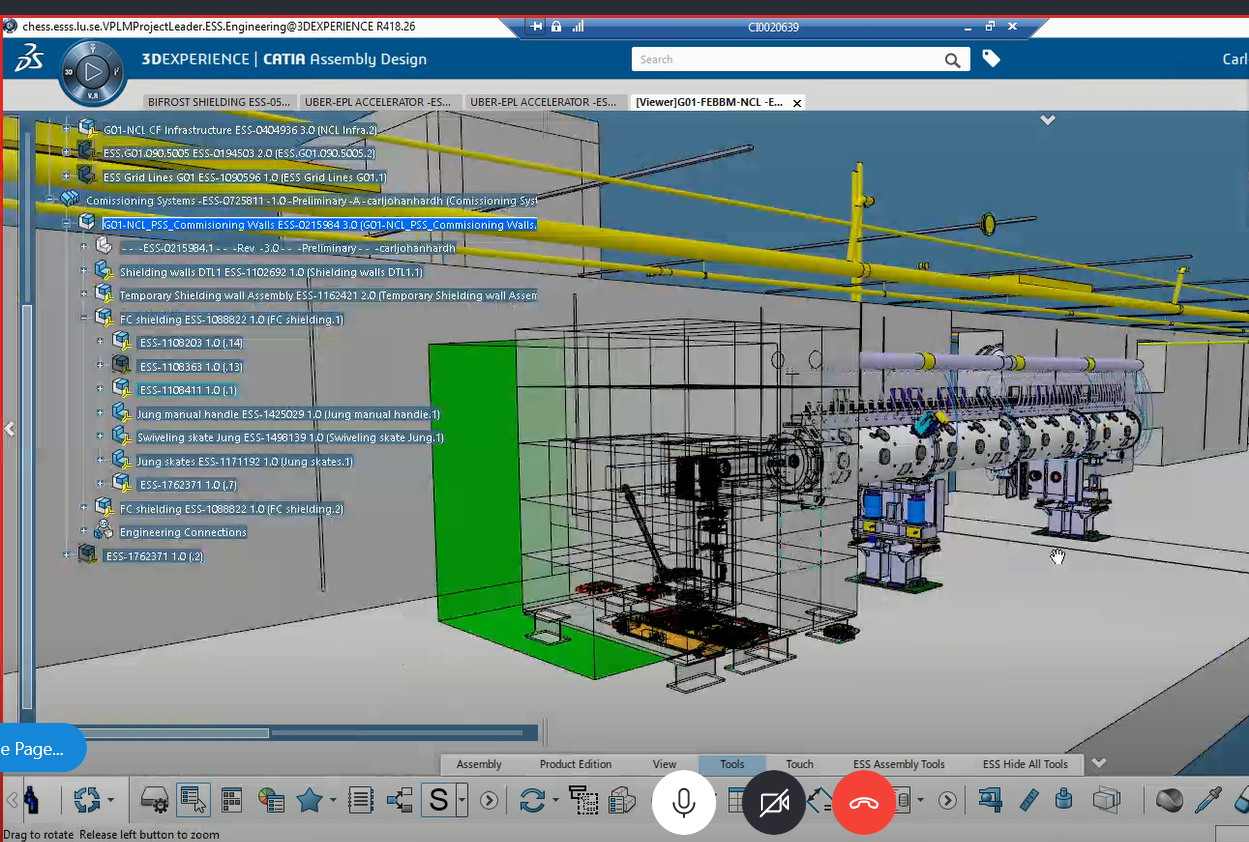 chess.esss.lu.se.VPLMProjectLeader.ESS.Engineering@3DEXPERIENCE R418.26
CI0020639
3DEXPERIENCE | CATIA Assembly Design
Search
Carl
3D
V.R
BIFROST SHIELDING ESS-05...
UBER-EPL ACCELERATOR -ES...
UBER-EPL ACCELERATOR -ES...
[Viewer]G01-FEBBM-NCL -E...
G01-NCL CF Infrastructure ESS-0404936 3.0 (NCL Infra.2)
ESS.G01.090.5005 ESS-0194503 2.0 (ESS.G01.090.5005.2)
ESS Grid Lines G01 ESS-1090596 1.0 (ESS Grid Lines G01.1)
Comissioning Systems -ESS-0725811 -1.0 -Preliminary -A -carljohanhardh (Comissioning Syst
G01-NCL_PSS_Commisioning Walls ESS-0215984 3.0 (G01-NCL_PSS_Commisioning Walls.
- - -ESS-0215984.1 - - -Rev -3.0 - - -Preliminary - - -carljohanhardh
Shielding walls DTL1 ESS-1102692 1.0 (Shielding walls DTL1.1)
Temporary Shielding wall Assembly ESS-1162421 2.0 (Temporary Shielding wall Assem
FC shielding ESS-1088822 1.0 (FC shielding.1)
ESS-1108203 1.0 (.14)
ESS-1108363 1.0 (.13)
ESS-1108411 1.0 (.1)
Jung manual handle ESS-1425029 1.0 (Jung manual handle.1)
Swiveling skate Jung ESS-1498139 1.0 (Swiveling skate Jung.1)
Jung skates ESS-1171192 1.0 (Jung skates.1)
ESS-1762371 1.0 (.7)
FC shielding ESS-1088822 1.0 (FC shielding.2)
Engineering Connections
ESS-1762371 1.0 (.2)
e Page...
Assembly Product Edition View Tools Touch ESS Assembly Tools ESS Hide All Tools
S
Drag to rotate Release left button to zoom